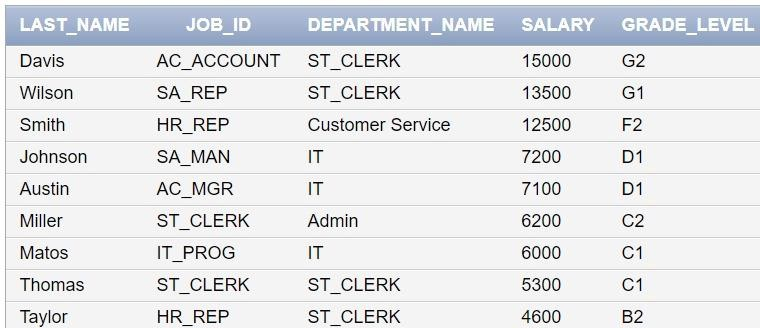 LAST_NAME JOB_ID DEPARTMENT_NAME SALARY GRADE_LEVEL
Davis AC_ACCOUNT ST_CLERK 15000 G2
Wilson SA_REP ST_CLERK 13500 G1
Smith HR_REP Customer Service 12500 F2
Johnson SA_MAN IT 7200 D1
Austin AC_MGR IT 7100 D1
Miller ST_CLERK Admin 6200 C2
Matos IT_PROG IT 6000 C1
Thomas ST_CLERK ST_CLERK 5300 C1
Taylor HR_REP ST_CLERK 4600 B2